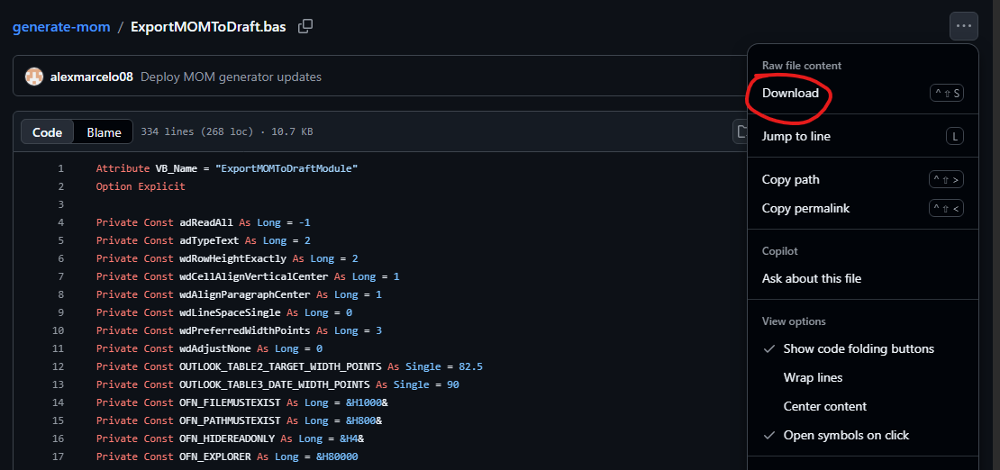 generate-mom / ExportMOMToDraft.bas
alexmarcelo08 Deploy MOM generator updates
Code Blame 334 lines (268 loc) · 10.7 KB
1 Attribute VB_Name = "ExportMOMToDraftModule"
2 Option Explicit
3
4 Private Const adReadAll As Long = -1
5 Private Const adTypeText As Long = 2
6 Private Const wdRowHeightExactly As Long = 2
7 Private Const wdCellAlignVerticalCenter As Long = 1
8 Private Const wdAlignParagraphCenter As Long = 1
9 Private Const wdLineSpaceSingle As Long = 0
10 Private Const wdPreferredWidthPoints As Long = 3
11 Private Const wdAdjustNone As Long = 0
12 Private Const OUTLOOK_TABLE2_TARGET_WIDTH_POINTS As Single = 82.5
13 Private Const OUTLOOK_TABLE3_DATE_WIDTH_POINTS As Single = 90
14 Private Const OFN_FILEMUSTEXIST As Long = &H1000&
15 Private Const OFN_PATHMUSTEXIST As Long = &H800&
16 Private Const OFN_HIDEREADONLY As Long = &H4&
17 Private Const OFN_EXPLORER As Long = &H80000
Raw file content
Download ^ ⇧ S
Jump to line L
Copy path ^ ⇧ >
Copy permalink ^ ⇧ <
Copilot
Ask about this file
View options
Show code folding buttons
Wrap lines
Center content
Open symbols on click